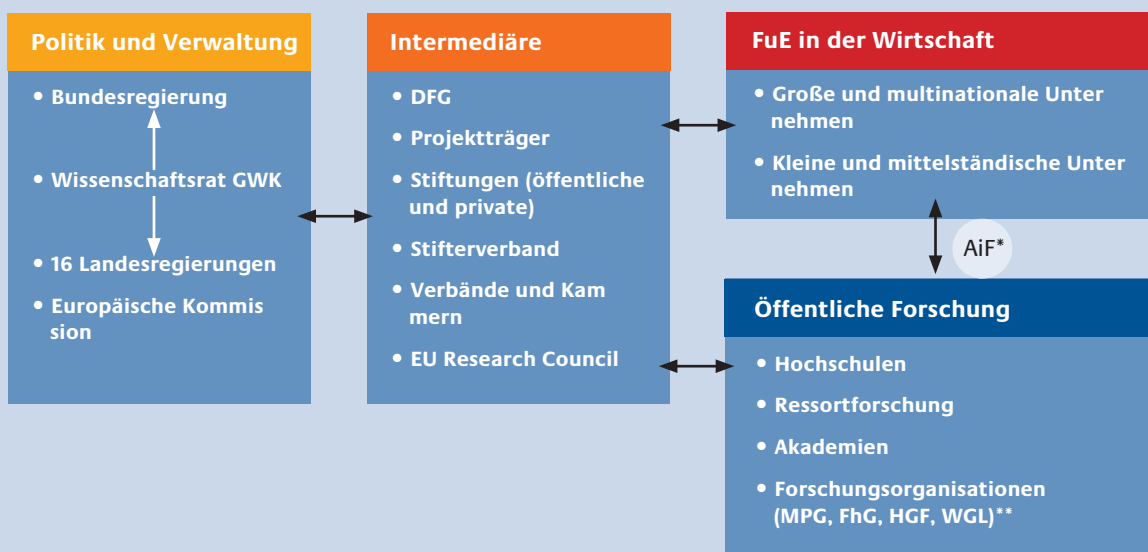 Politik und Verwaltung
• Bundesregierung
• Wissenschaftsrat GWK
• 16 Landesregierungen
• Europäische Kommis
sion
Intermediäre
• DFG
• Projektträger
• Stiftungen (öffentliche
und private)
• Stifterverband
• Verbände und Kam
mern
• EU Research Council
FuE in der Wirtschaft
• Große und multinationale Unter
nehmen
• Kleine und mittelständische Unter
nehmen
AiF*
Öffentliche Forschung
• Hochschulen
• Ressortforschung
• Akademien
• Forschungsorganisationen
(MPG, FhG, HGF, WGL)**